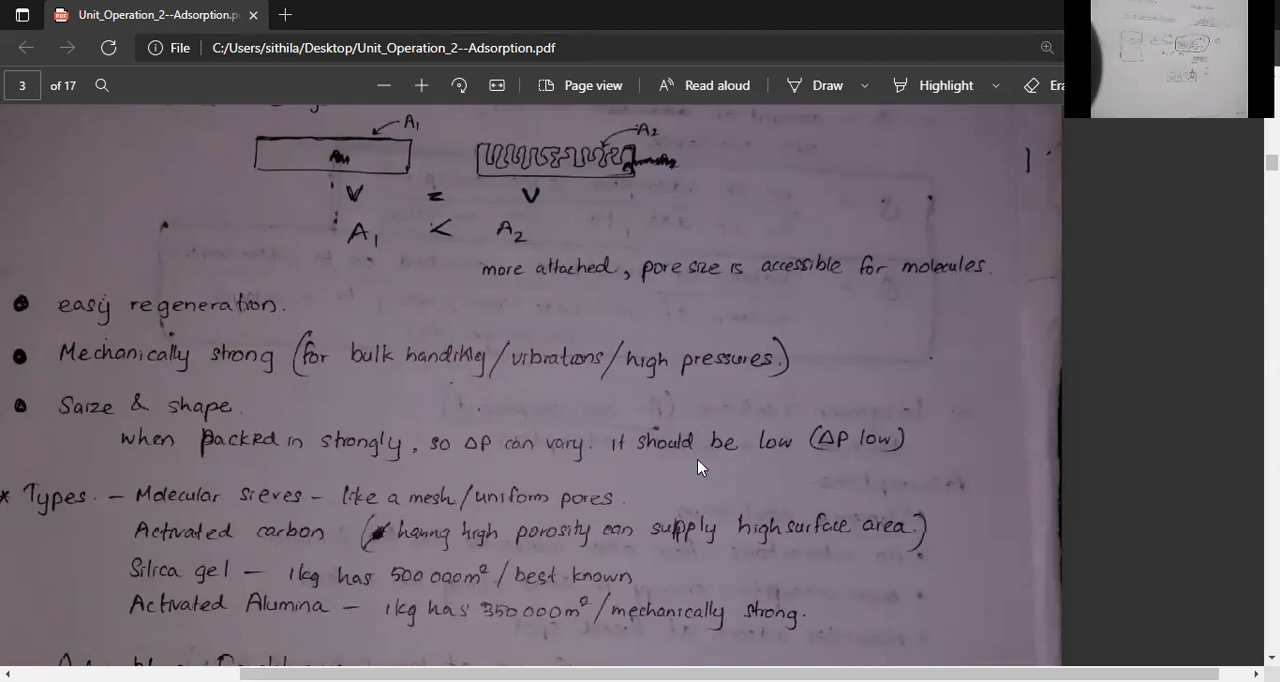 Unit_Operation_2--Adsorption.p
File C:/Users/sithila/Desktop/Unit_Operation_2--Adsorption.pdf
3 of 17 Page view Read aloud Draw Highlight Era
A1 A2
V = V
A1 < A2
more attached, pore size is accessible for molecules.
easy regeneration.
Mechanically strong (for bulk handikley/vibrations/high pressures.)
Saize & shape.
when packed in strongly, so ΔP can vary. it should be low (ΔP low)
* Types. – Molecular sieves – like a mesh/uniform pores.
Activated carbon (having high porosity can supply high surface area.)
Silica gel – 1kg has 500 000m² / best known
Activated Alumina – 1kg has 350 000m² / mechanically strong.